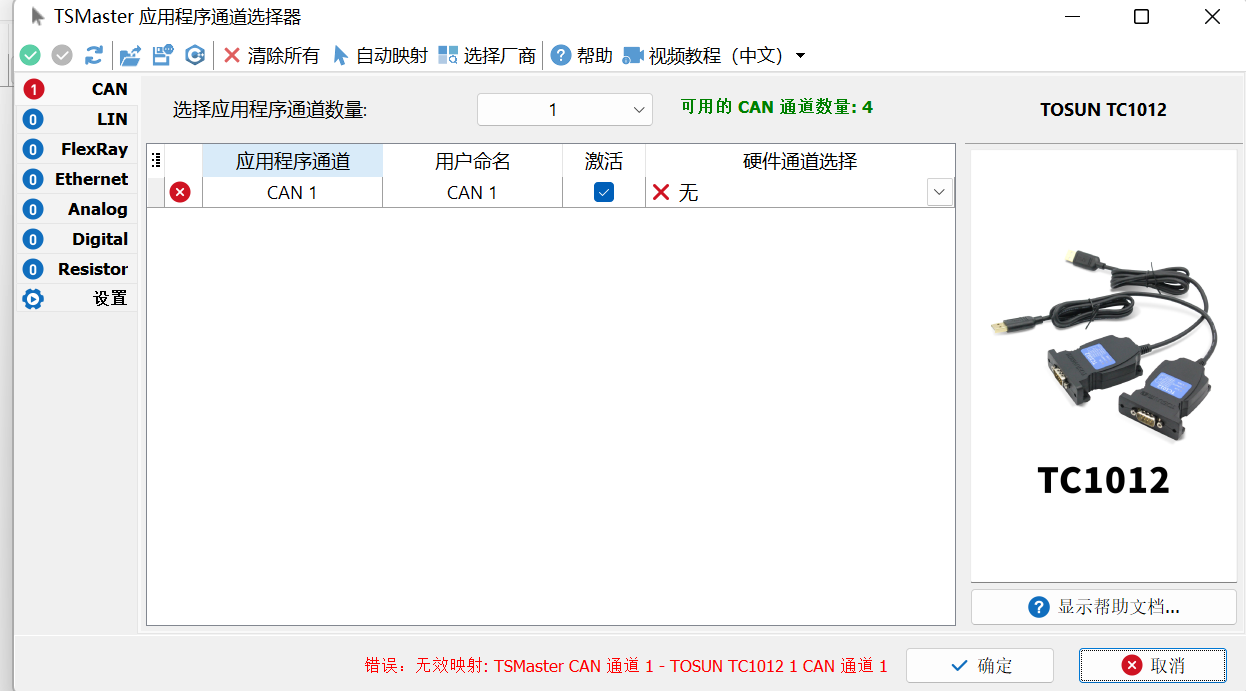 TSMaster 应用程序通道选择器
清除所有 自动映射 选择厂商 帮助 视频教程（中文）
1 CAN
0 LIN
0 FlexRay
0 Ethernet
0 Analog
0 Digital
0 Resistor
设置
选择应用程序通道数量: 1 可用的 CAN 通道数量: 4
应用程序通道 用户命名 激活 硬件通道选择
CAN 1 CAN 1 无
TOSUN TC1012
TC1012
显示帮助文档...
错误：无效映射: TSMaster CAN 通道 1 - TOSUN TC1012 1 CAN 通道 1
确定 取消